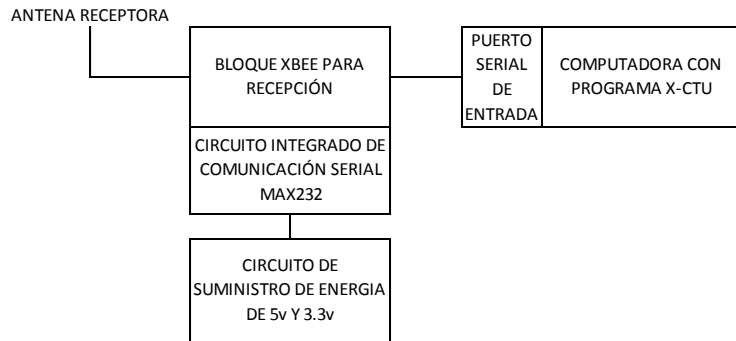 ANTENA RECEPTORA
BLOQUE XBEE PARA
RECEPCIÓN
PUERTO
SERIAL
DE
ENTRADA
COMPUTADORA CON
PROGRAMA X-CTU
CIRCUITO INTEGRADO DE
COMUNICACIÓN SERIAL
MAX232
CIRCUITO DE
SUMINISTRO DE ENERGIA
DE 5v Y 3.3v